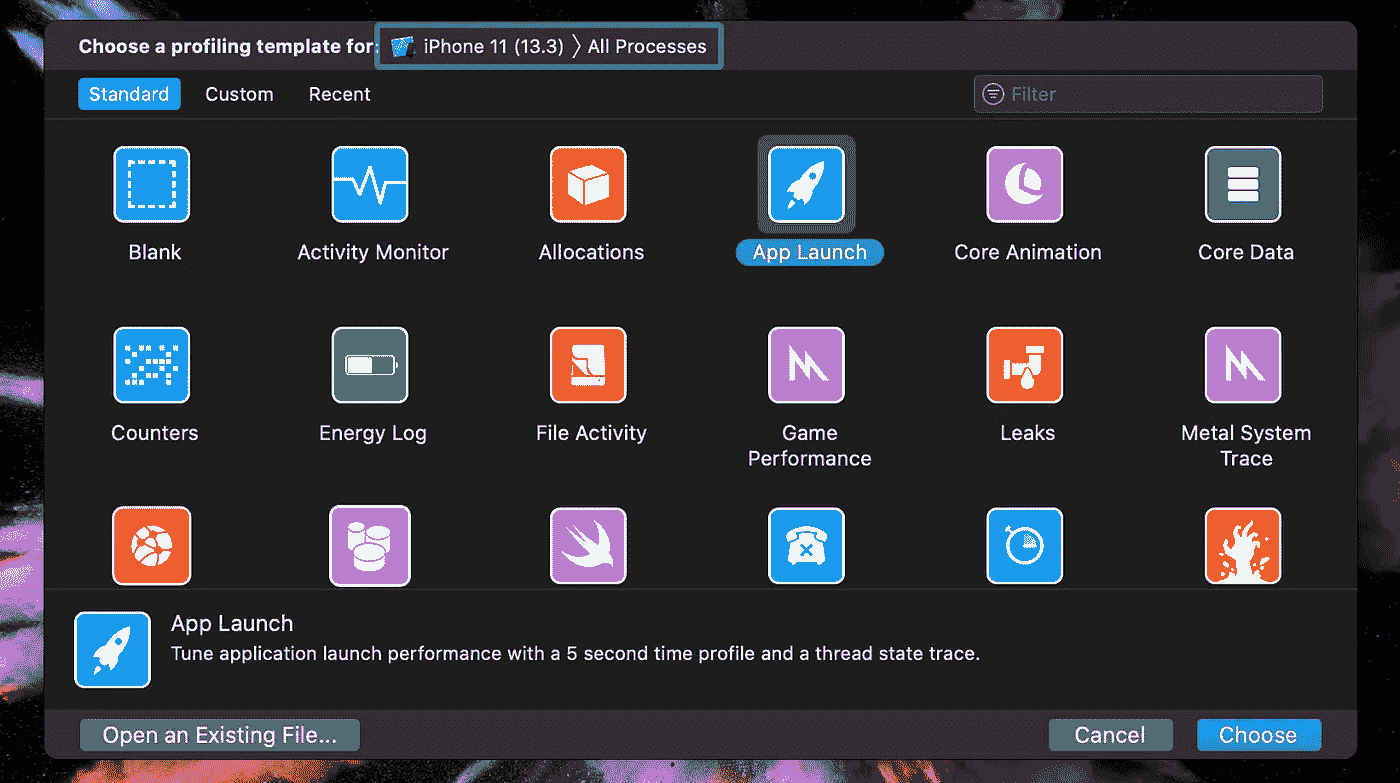 Choose a profiling template for: iPhone 11 (13.3) 〉All Processes
Standard Custom Recent Filter
Blank Activity Monitor Allocations App Launch Core Animation Core Data
Counters Energy Log File Activity Game Performance Leaks Metal System Trace
App Launch
Tune application launch performance with a 5 second time profile and a thread state trace.
Open an Existing File... Cancel Choose